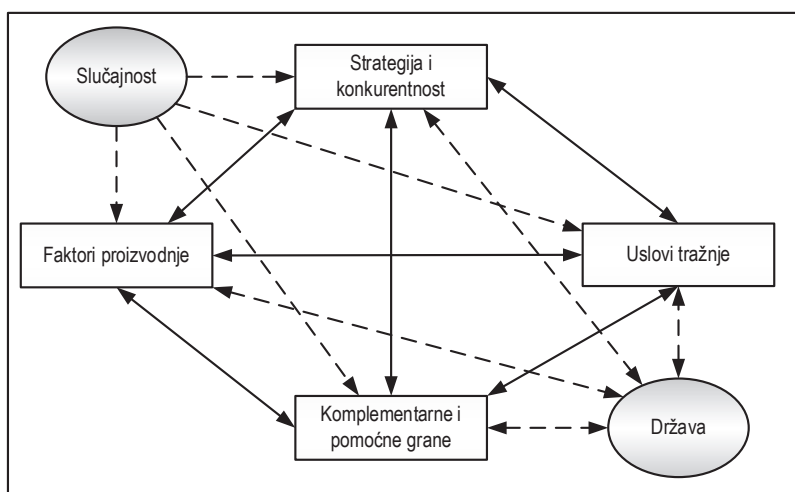 Slučajnost
Strategija i
konkurentnost
Faktori proizvodnje
Uslovi tražnje
Komplementarne i
pomoćne grane
Država